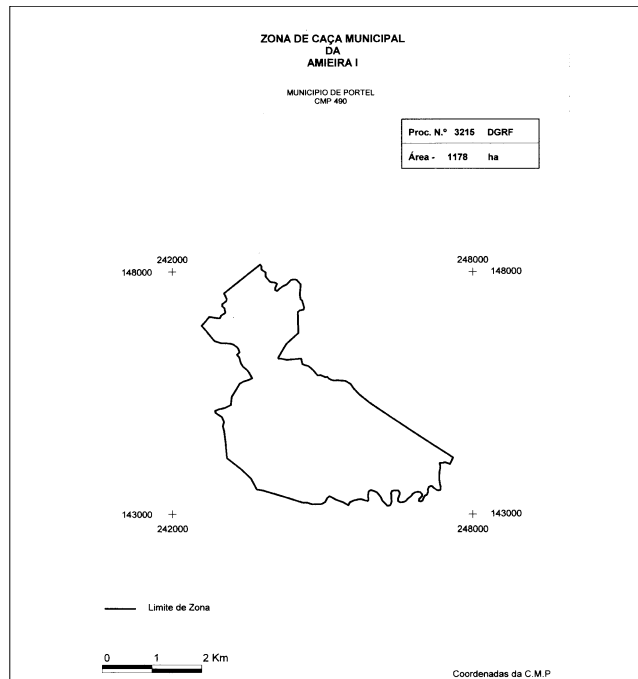 ZONA DE CAÇA MUNICIPAL
DA
AMIEIRA I
MUNICIPIO DE PORTEL
CMP 490
Proc. N.º 3215 DGRF
Área - 1178 ha
242000 248000
148000 148000
143000 143000
242000 248000
Limite de Zona
0 1 2 Km
Coordenadas da C.M.P